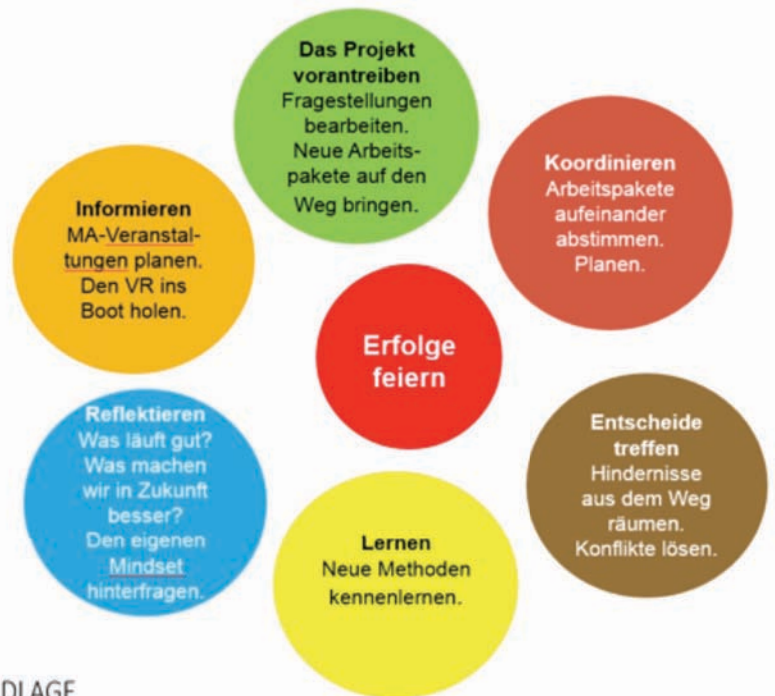 Das Projekt
vorantreiben
Fragestellungen
bearbeiten.
Neue Arbeits-
pakete auf den
Weg bringen.
Koordinieren
Arbeitspakete
aufeinander
abstimmen.
Planen.
Informieren
MA-Veranstal-
tungen planen.
Den VR ins
Boot holen.
Erfolge
feiern
Reflektieren
Was läuft gut?
Was machen
wir in Zukunft
besser?
Den eigenen
Mindset
hinterfragen.
Entscheide
treffen
Hindernisse
aus dem Weg
räumen.
Konflikte lösen.
Lernen
Neue Methoden
kennenlernen.